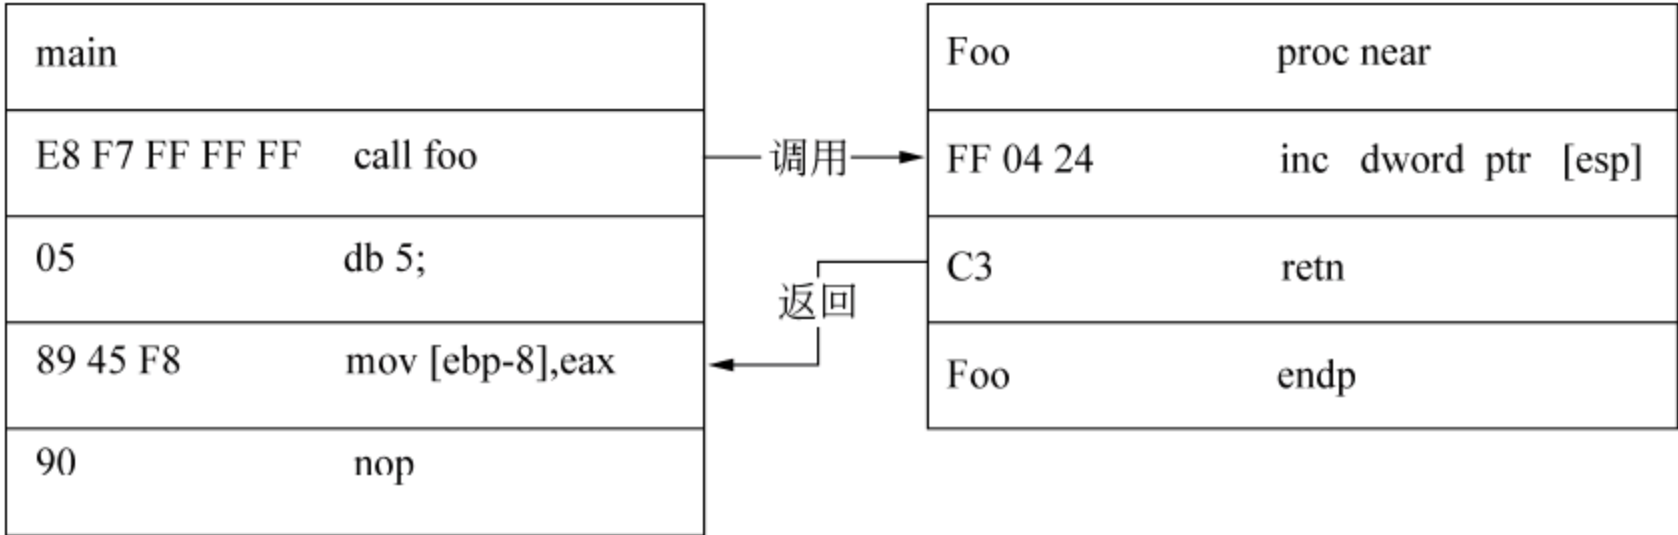 main
E8 F7 FF FF FF call foo
05 db 5;
89 45 F8 mov [ebp-8],eax
90 nop
调用
返回
Foo proc near
FF 04 24 inc dword ptr [esp]
C3 retn
Foo endp